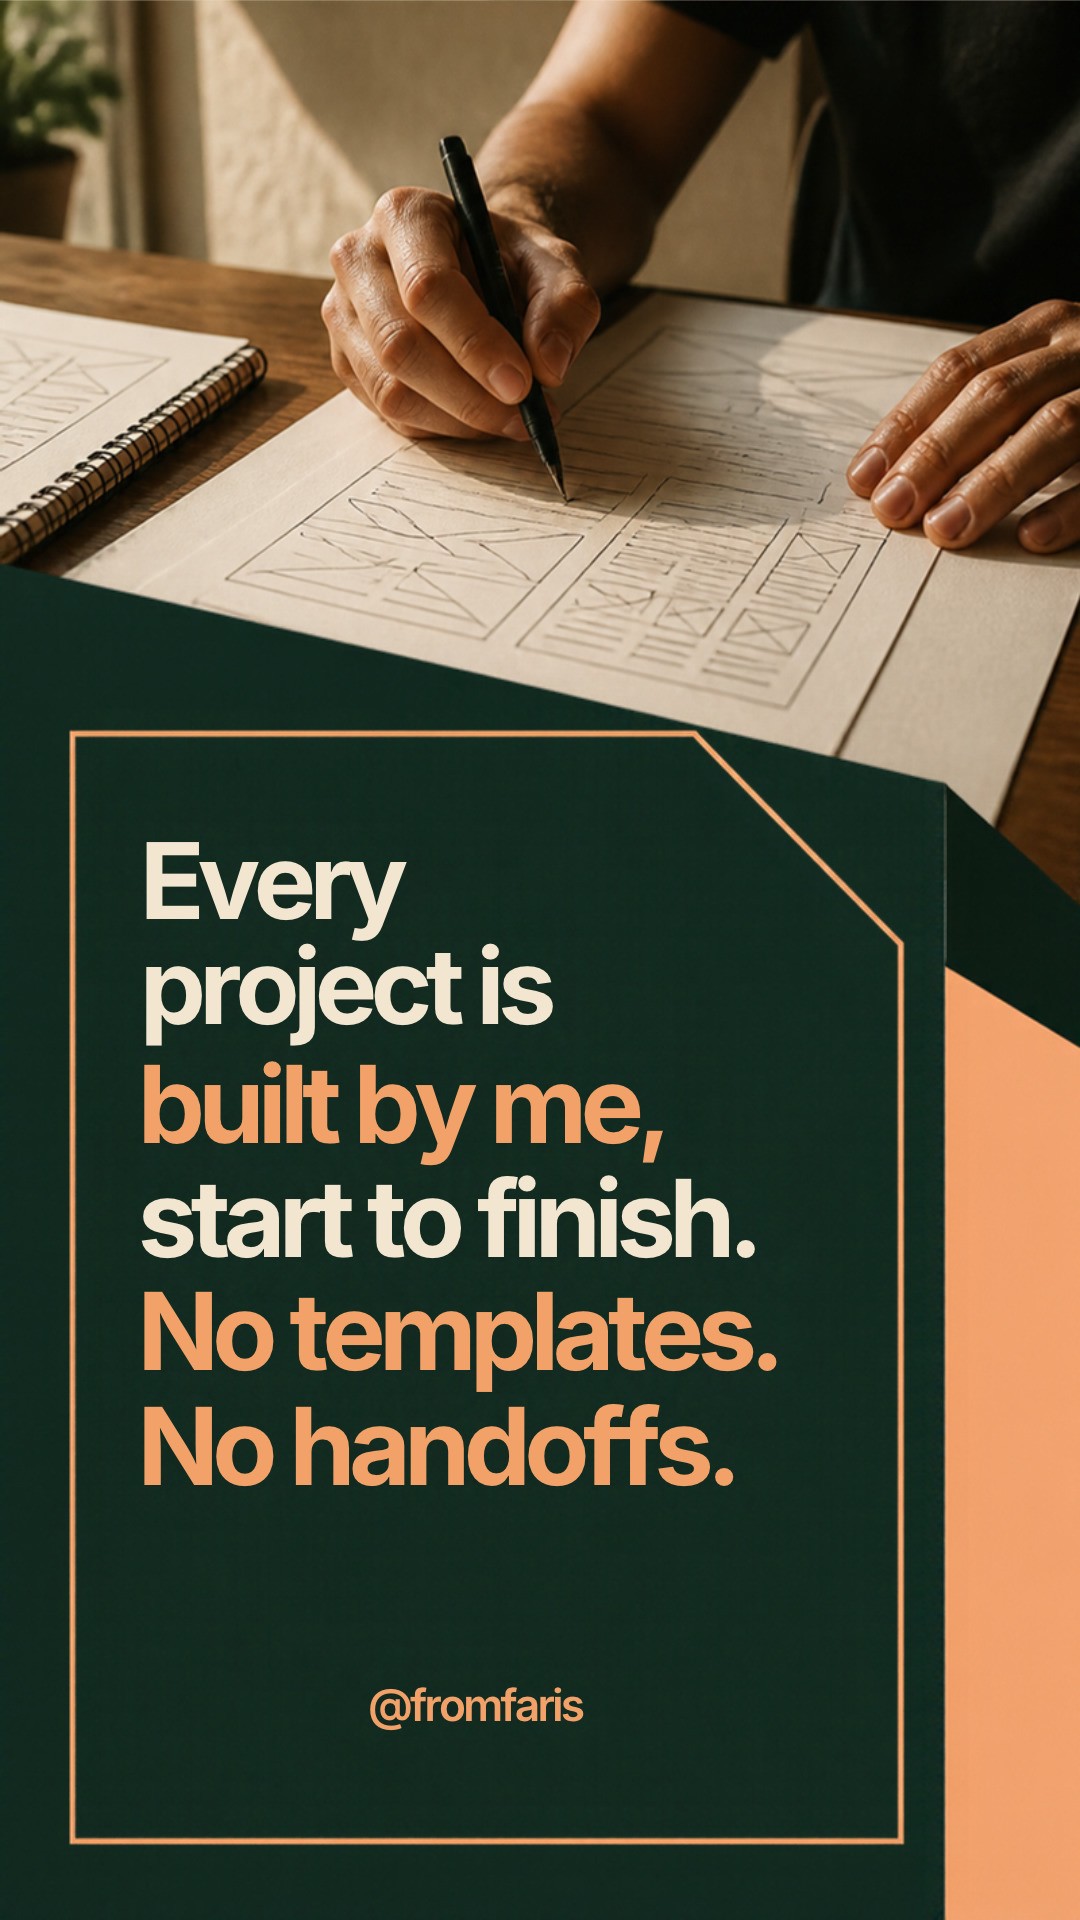 Every
project is
built by me,
start to finish.
No templates.
No handoffs.
@fromfaris